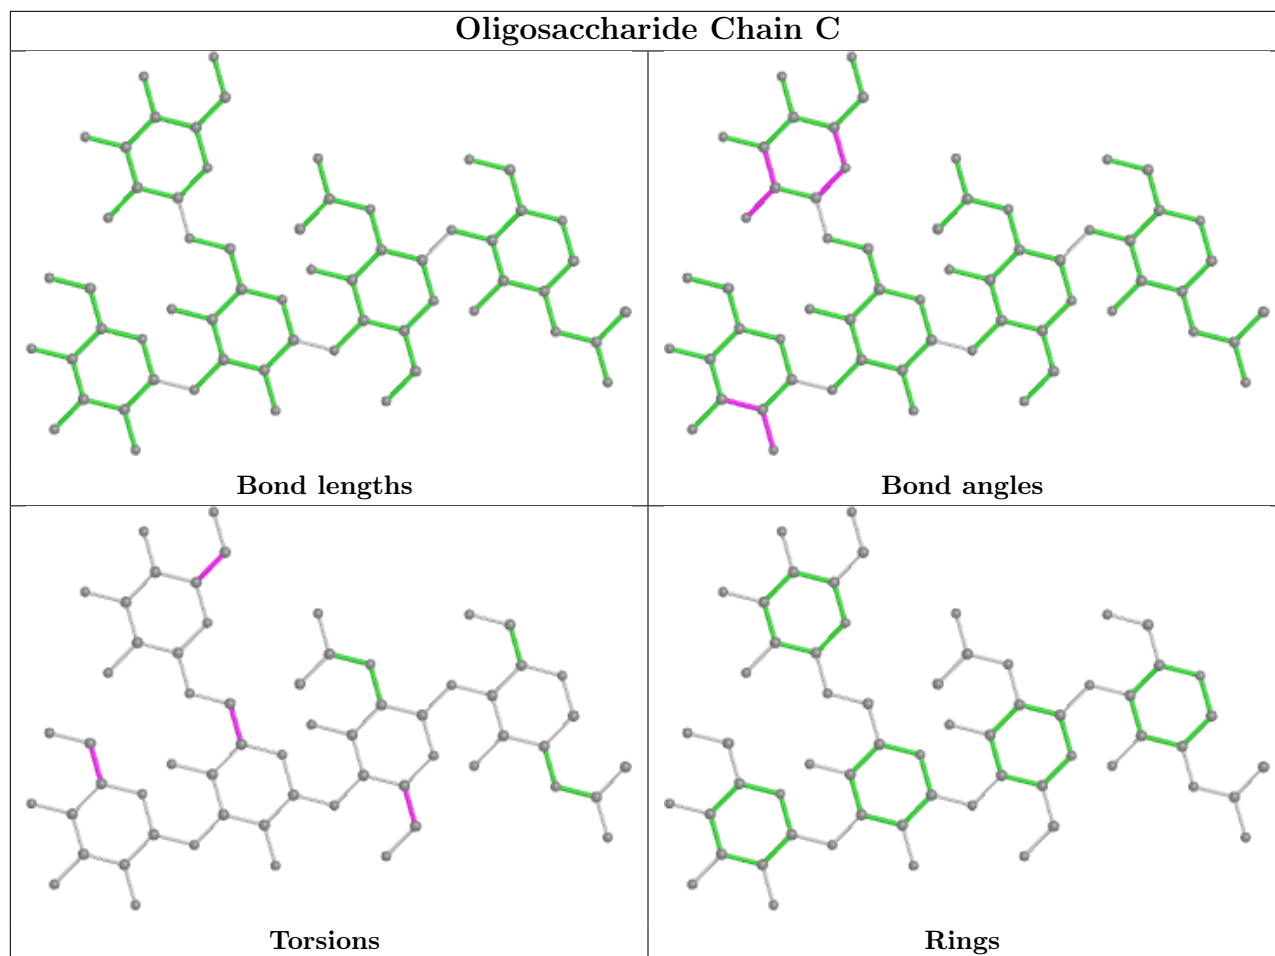 Oligosaccharide Chain C
Bond lengths
Bond angles
Torsions
Rings